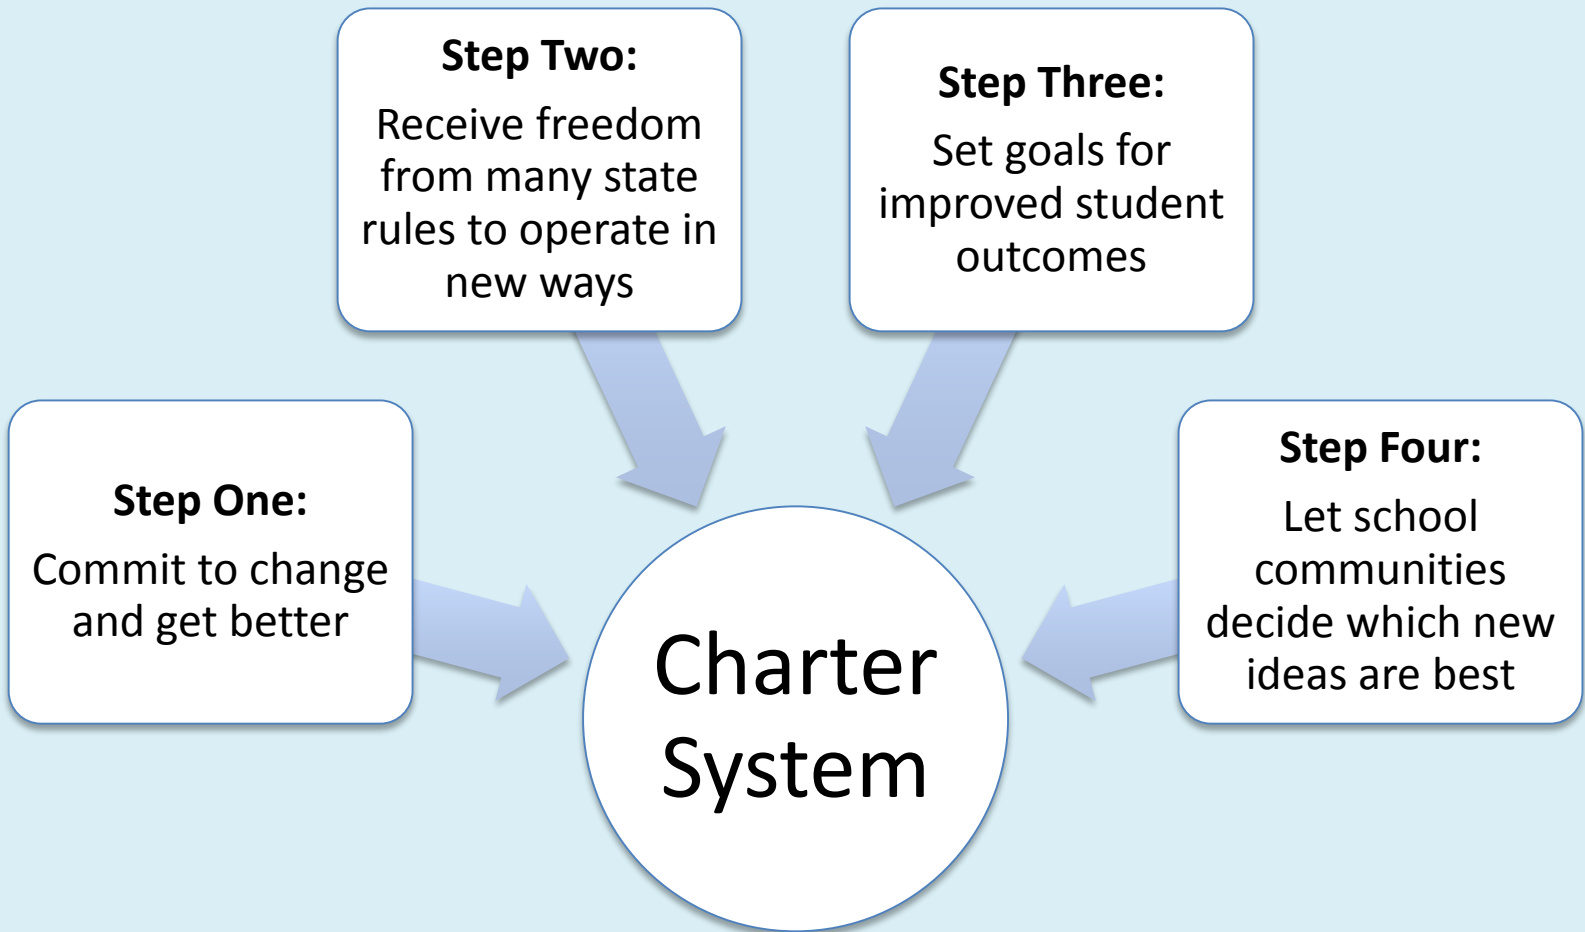 Step One:
Commit to change
and get better
Step Two:
Receive freedom
from many state
rules to operate in
new ways
Step Three:
Set goals for
improved student
outcomes
Step Four:
Let school
communities
decide which new
ideas are best
Charter
System